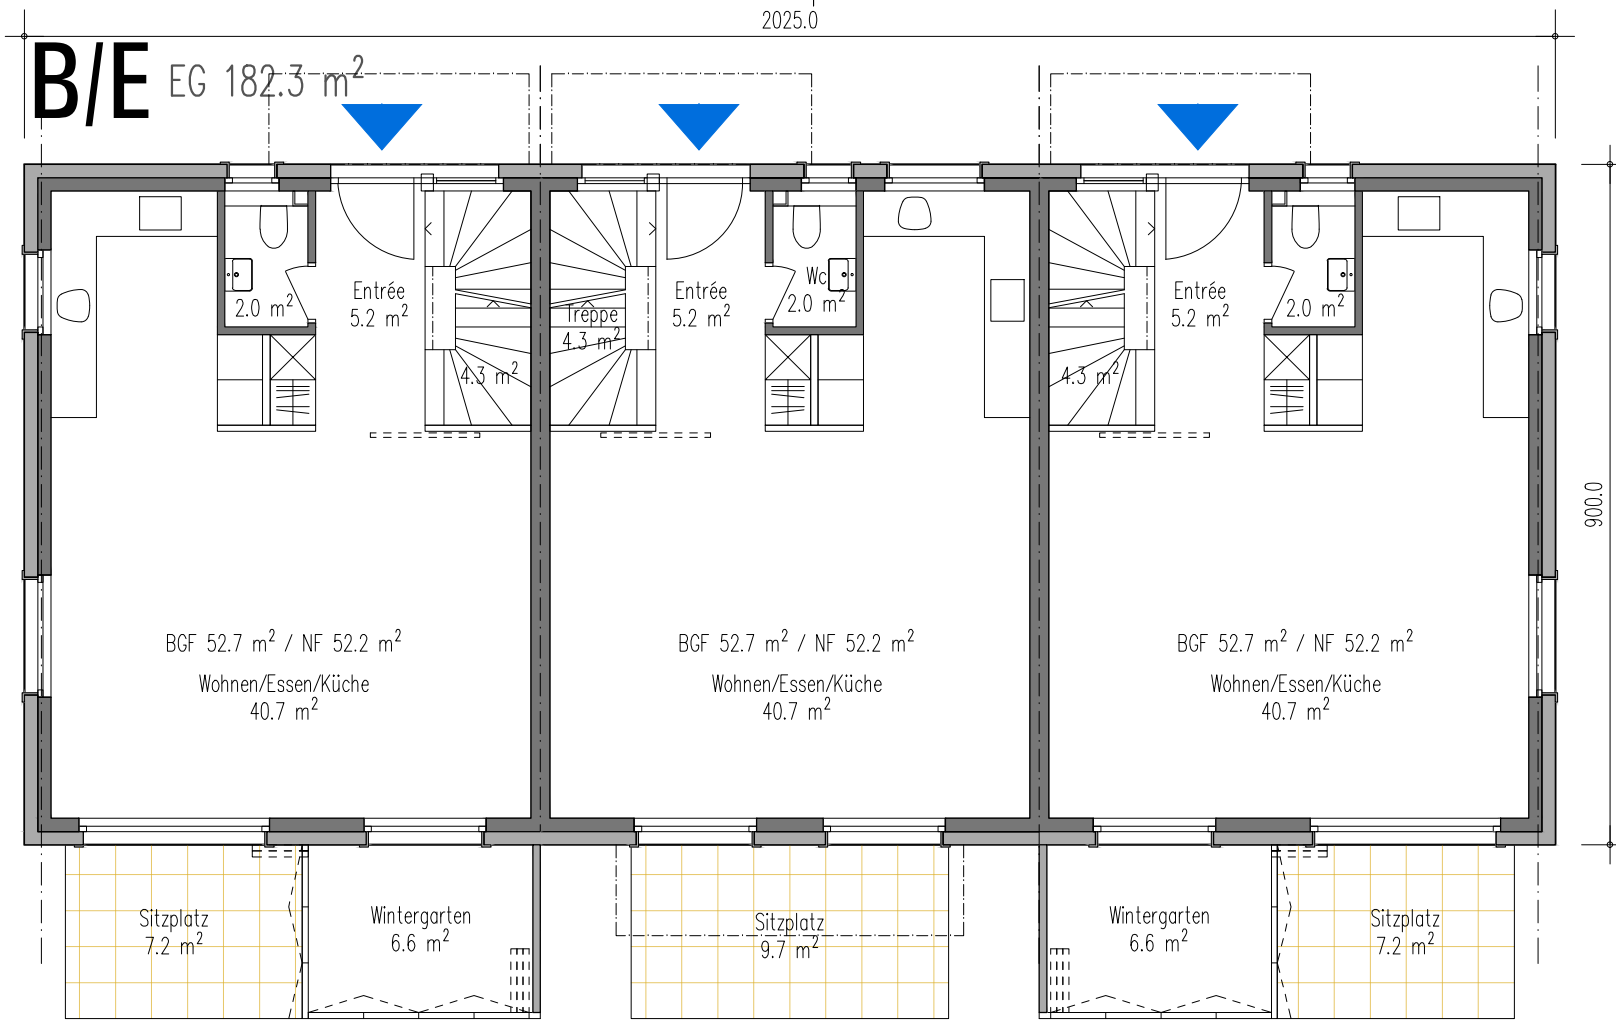 2025.0
B/E EG 182.3 m²
Entrée
5.2 m²
2.0 m²
4.3 m²
Treppe
4.3 m²
Entrée
5.2 m²
Wc
2.0 m²
Entrée
5.2 m²
2.0 m²
4.3 m²
900.0
BGF 52.7 m² / NF 52.2 m²
Wohnen/Essen/Küche
40.7 m²
BGF 52.7 m² / NF 52.2 m²
Wohnen/Essen/Küche
40.7 m²
BGF 52.7 m² / NF 52.2 m²
Wohnen/Essen/Küche
40.7 m²
Sitzplatz
7.2 m²
Wintergarten
6.6 m²
Sitzplatz
9.7 m²
Wintergarten
6.6 m²
Sitzplatz
7.2 m²